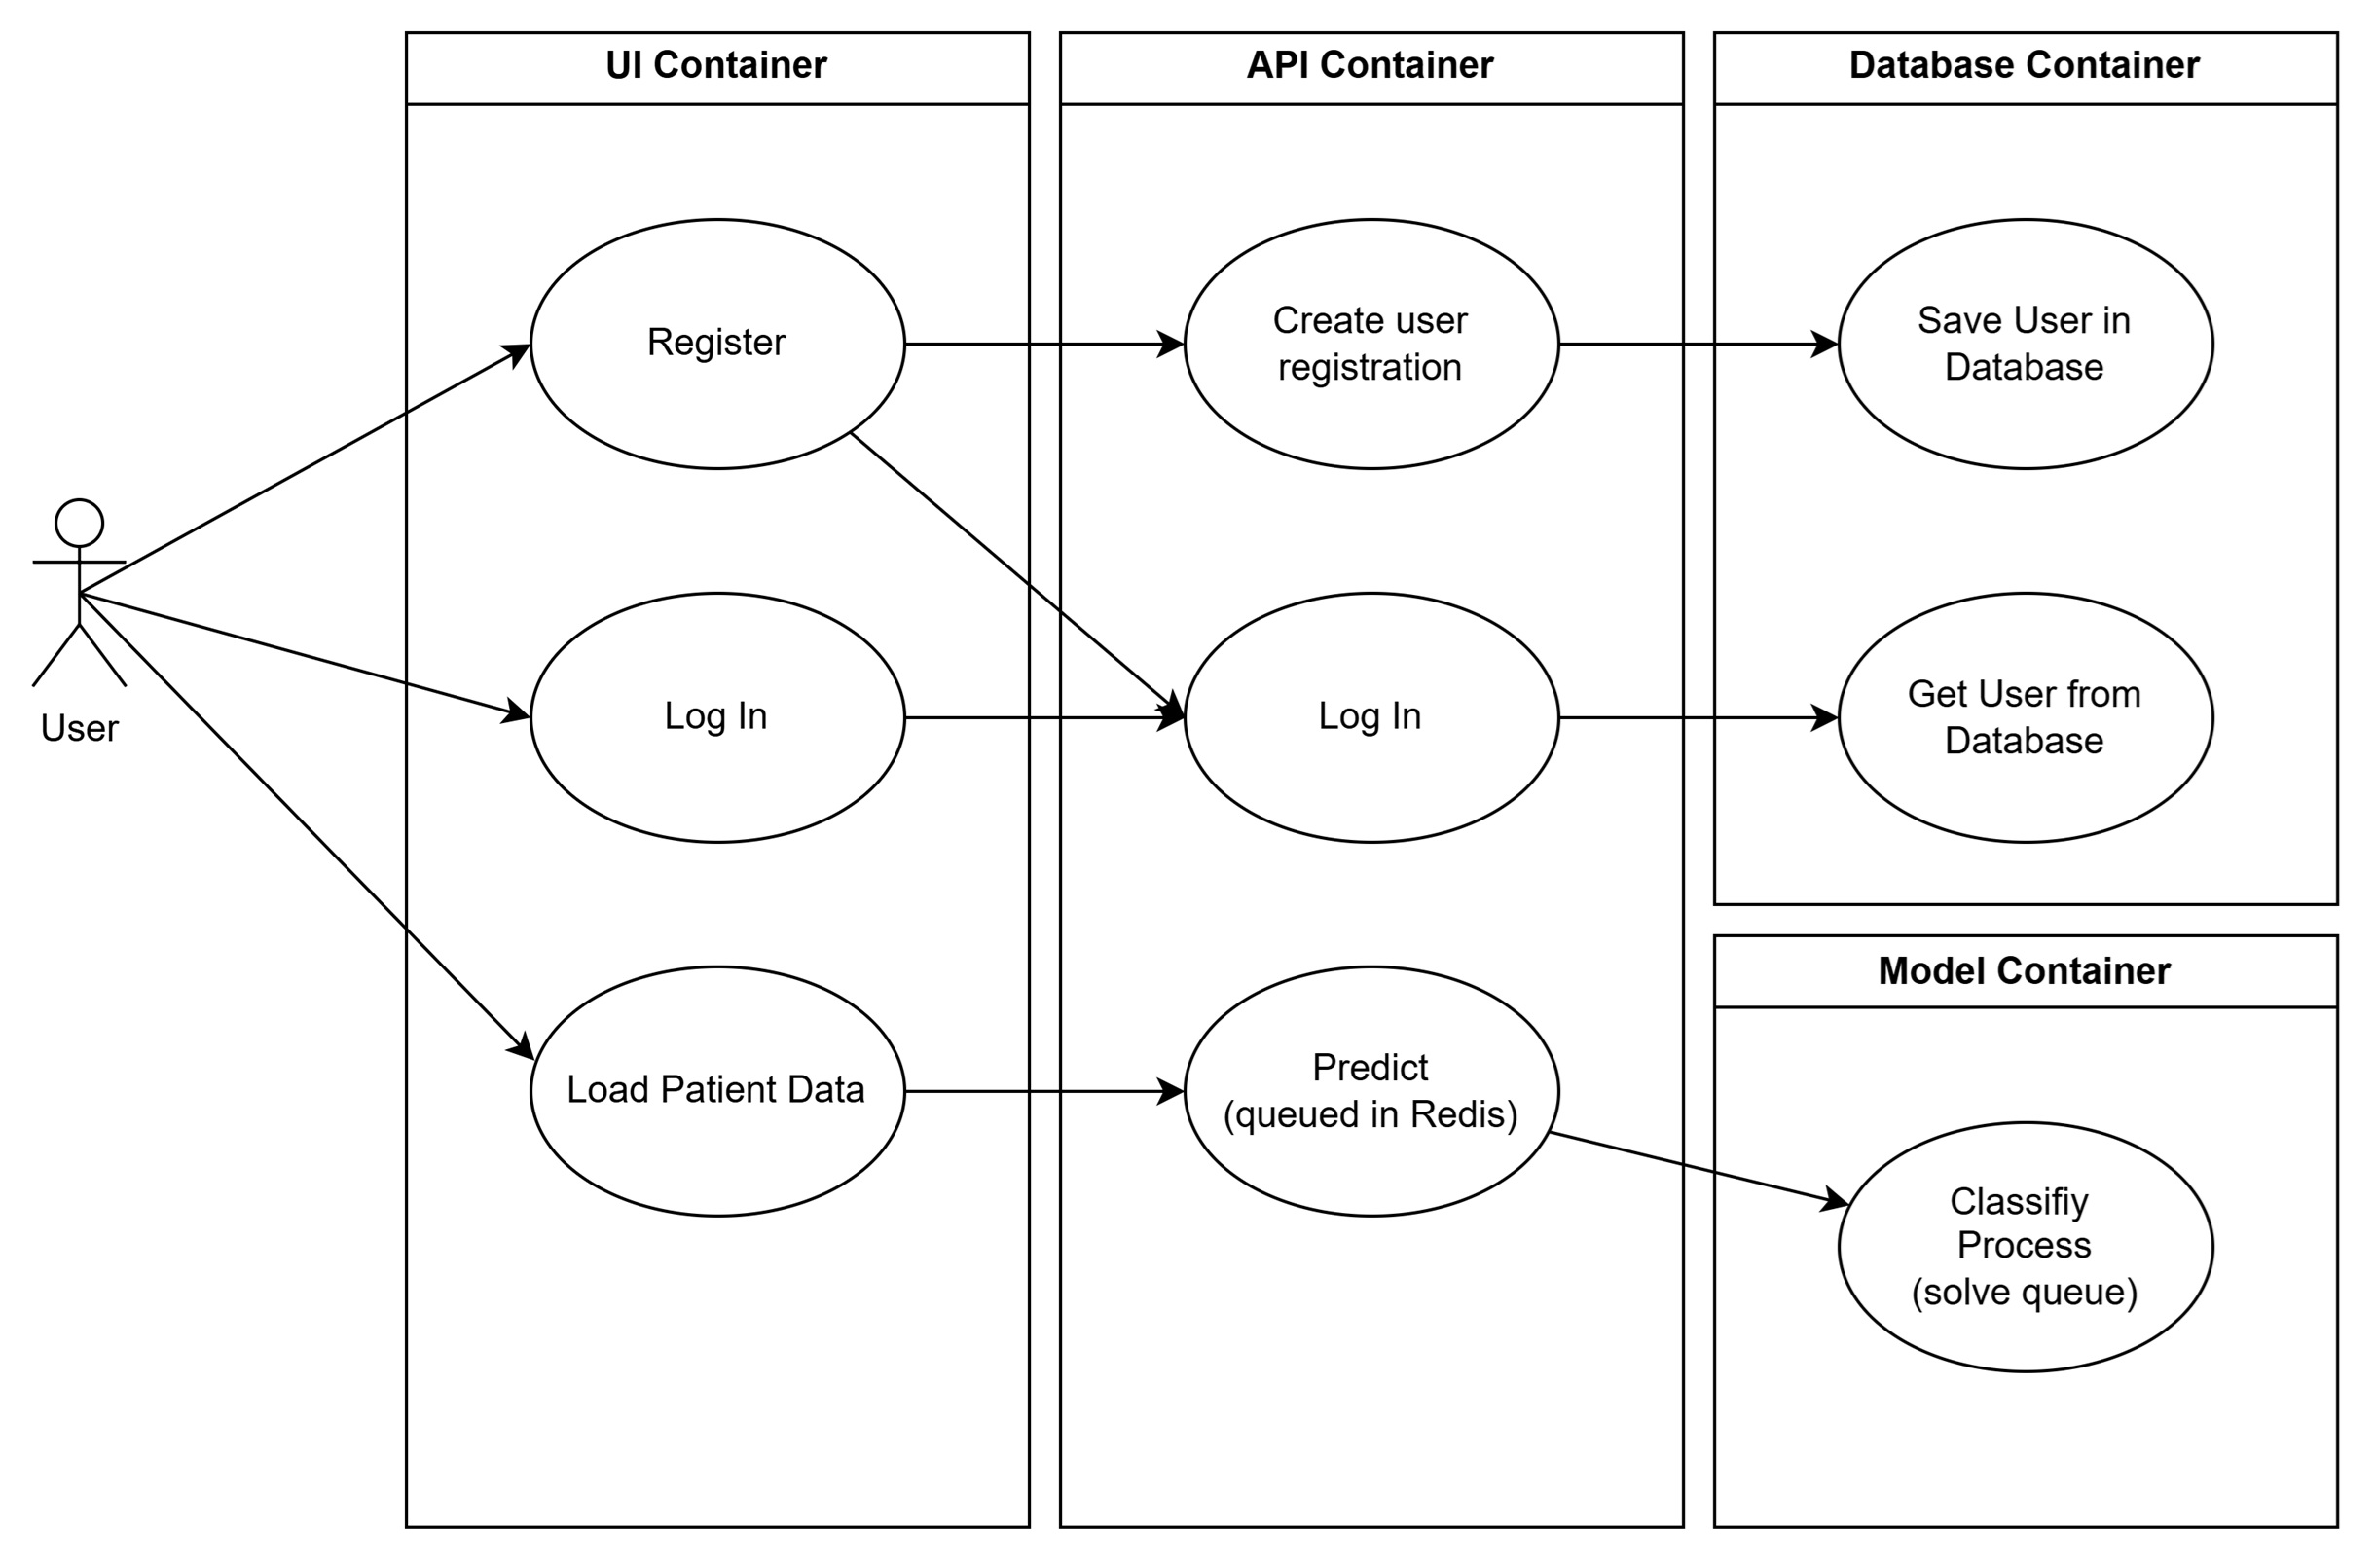 UI Container
API Container
Database Container
Register
Create user
registration
Save User in
Database
User
Log In
Log In
Get User from
Database
Model Container
Load Patient Data
Predict
(queued in Redis)
Classifiy
Process
(solve queue)